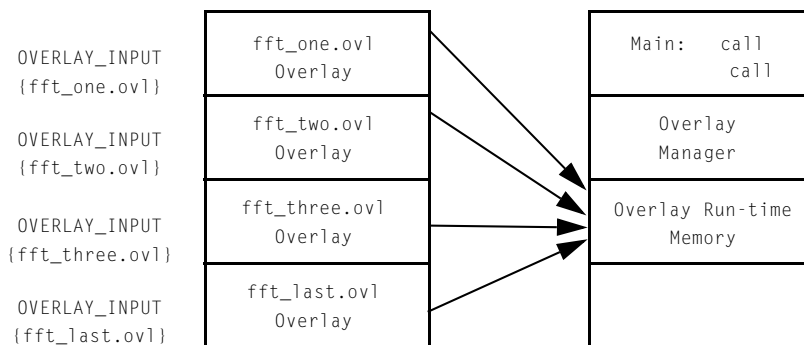 OVERLAY_INPUT
{fft_one.ovl}
OVERLAY_INPUT
{fft_two.ovl}
OVERLAY_INPUT
{fft_three.ovl}
OVERLAY_INPUT
{fft_last.ovl}
fft_one.ovl
Overlay
fft_two.ovl
Overlay
fft_three.ovl
Overlay
fft_last.ovl
Overlay
Main: call
call
Overlay
Manager
Overlay Run-time
Memory